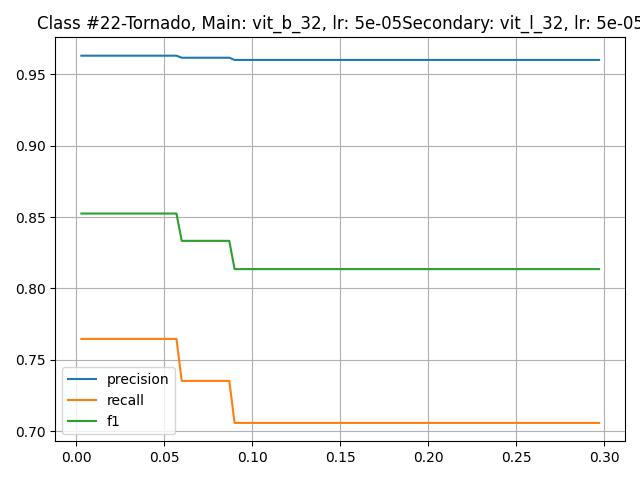 Class #22-Tornado, Main: vit_b_32, lr: 5e-05Secondary: vit_l_32, lr: 5e-05
0.95
0.90
0.85
0.80
0.75
0.70
precision
recall
f1
0.00 0.05 0.10 0.15 0.20 0.25 0.30